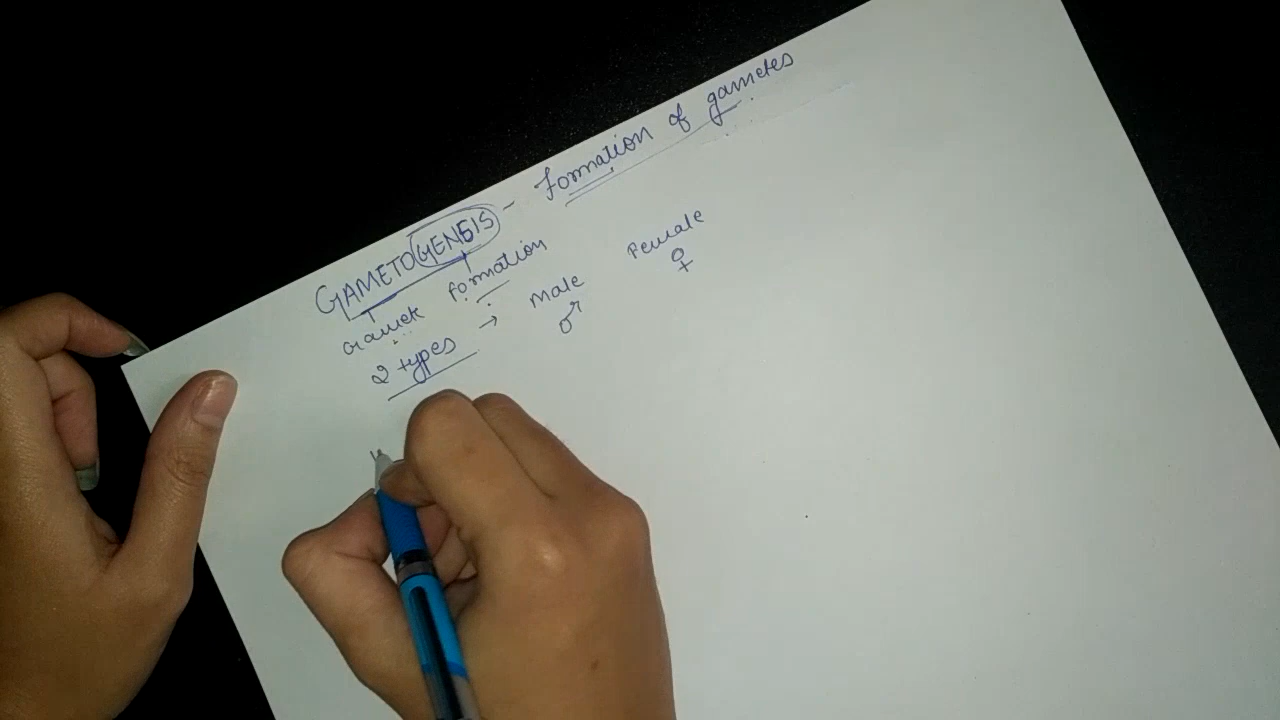 GAMETOGENESIS - Formation of gametes
Gamete formation
2 types → Male Female
♂ ♀